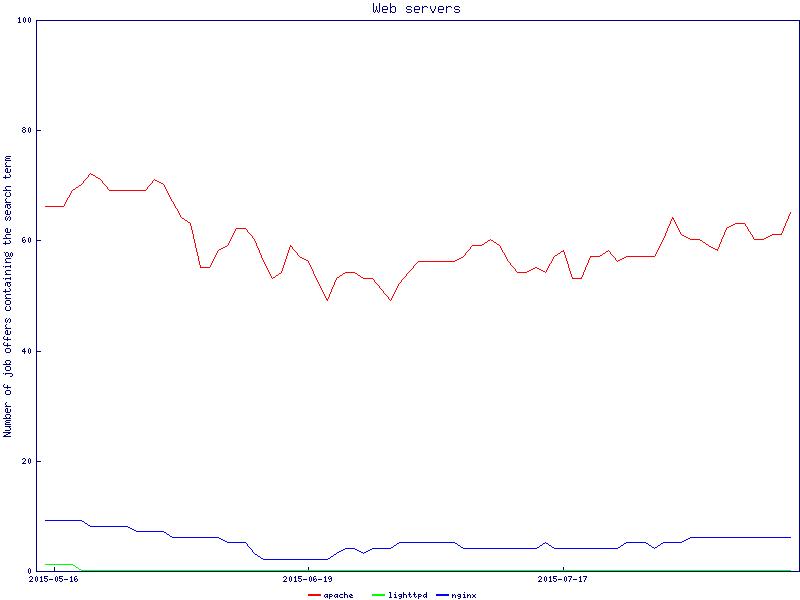 Web servers
100
80
60
40
20
0
Number of job offers containing the search term
2015-05-16 2015-06-19 2015-07-17
apache lighttpd nginx